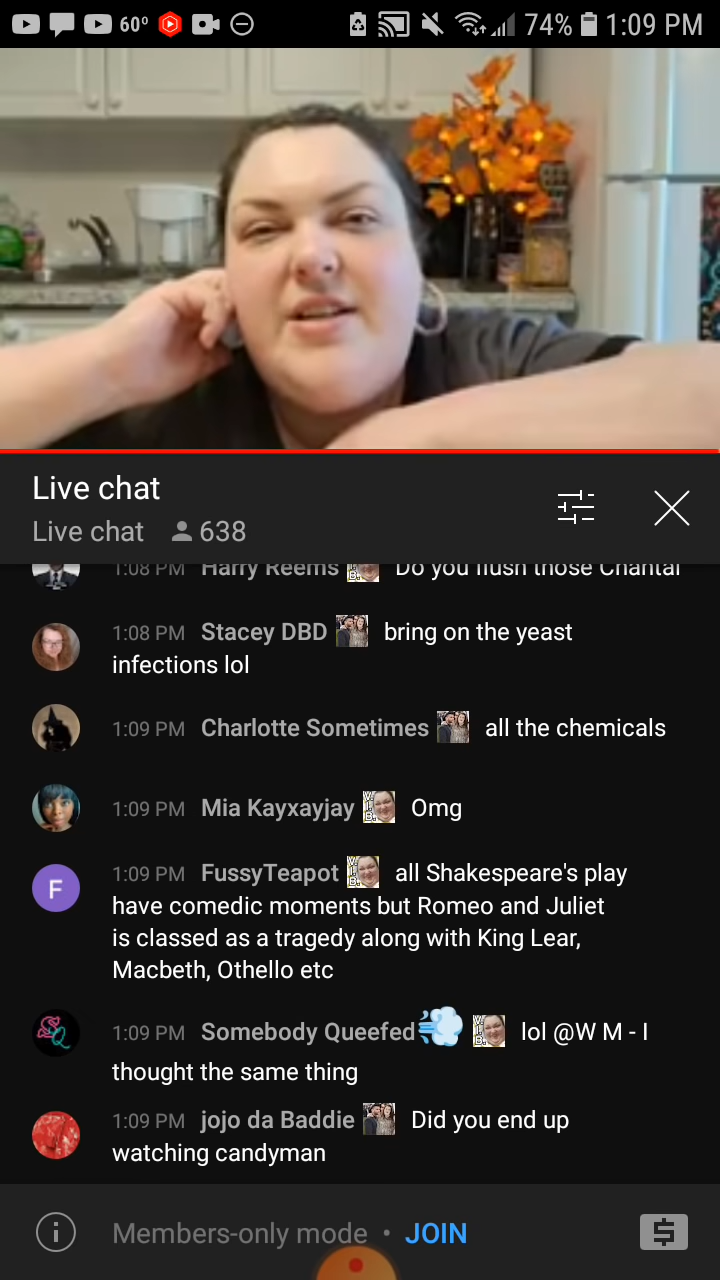 60° 74% 1:09 PM
Live chat
Live chat 638
1:08 PM Harry Reems Do you flush those Chantal
1:08 PM Stacey DBD bring on the yeast
infections lol
1:09 PM Charlotte Sometimes all the chemicals
1:09 PM Mia Kayxayjay V.I.B. Omg
F 1:09 PM FussyTeapot V.I.B. all Shakespeare's play
have comedic moments but Romeo and Juliet
is classed as a tragedy along with King Lear,
Macbeth, Othello etc
SQ 1:09 PM Somebody Queefed💨 V.I.B. lol @W M - I
thought the same thing
1:09 PM jojo da Baddie Did you end up
watching candyman
Members-only mode • JOIN